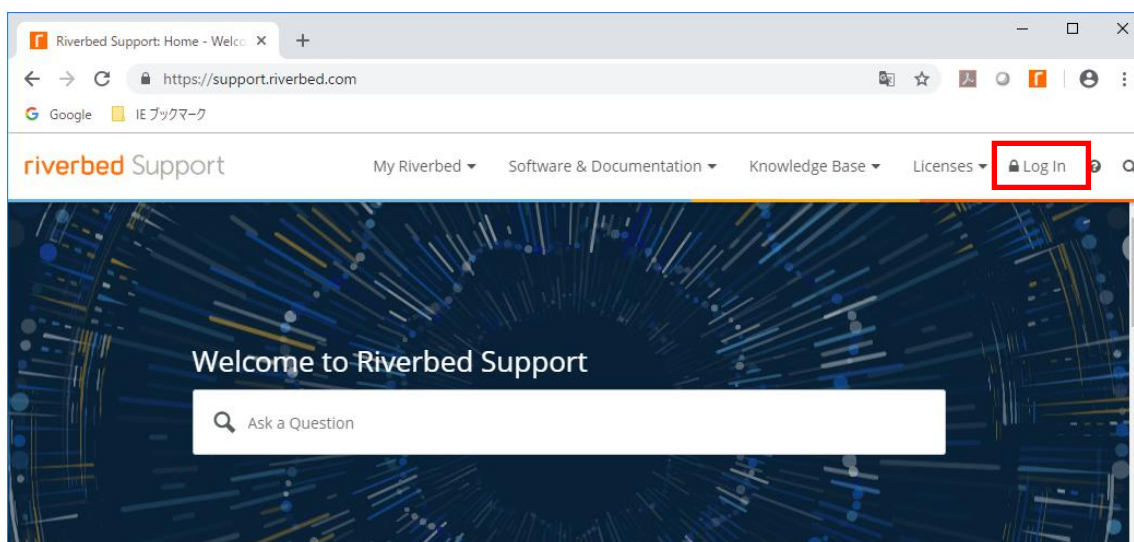 Riverbed Support: Home - Welco
https://support.riverbed.com
Google IE ブックマーク
riverbed Support My Riverbed Software & Documentation Knowledge Base Licenses Log In
Welcome to Riverbed Support
Ask a Question